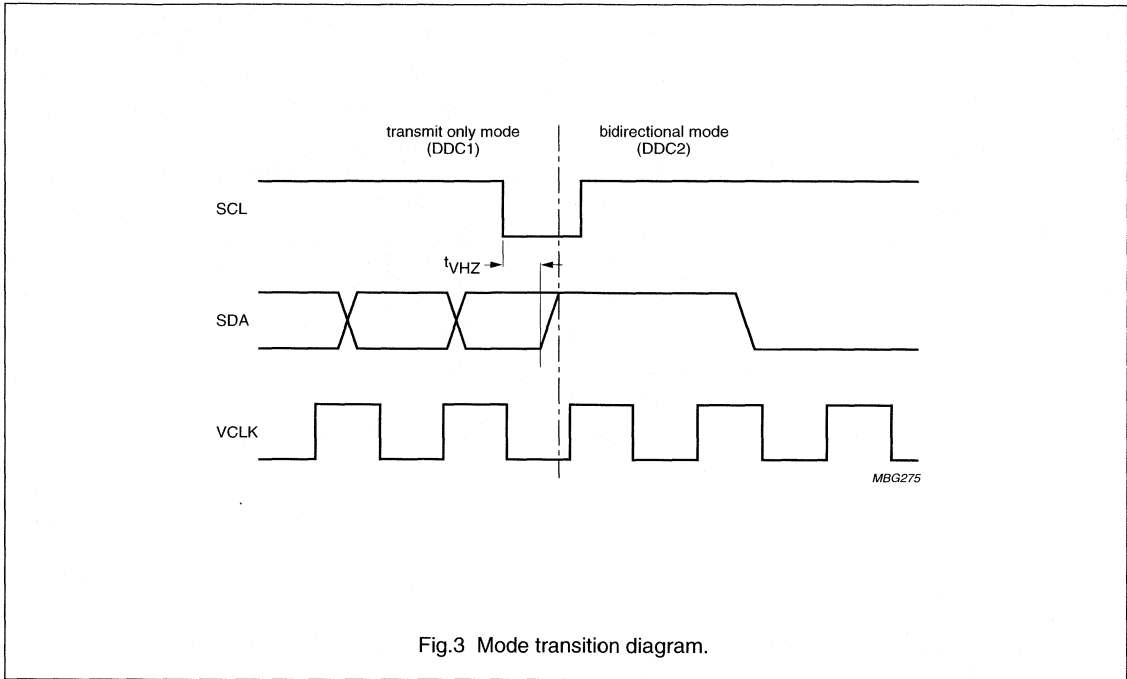 transmit only mode
(DDC1)
bidirectional mode
(DDC2)
SCL
tVHZ
SDA
VCLK
MBG275
Fig.3 Mode transition diagram.